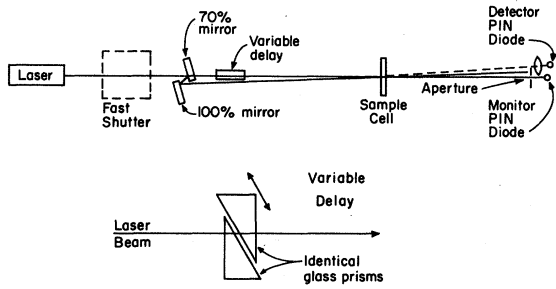 70%
mirror
Variable
delay
Detector
PIN
Diode
Laser
Fast
Shutter
100% mirror
Sample
Cell
Aperture
Monitor
PIN
Diode
Variable
Delay
Laser
Beam
Identical
glass prisms